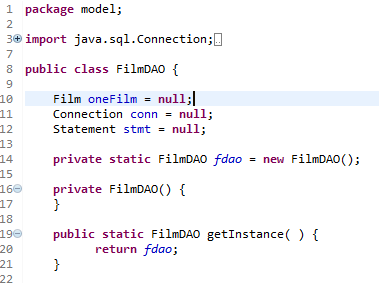 1 package model;
2
3 import java.sql.Connection;
7
8 public class FilmDAO {
9
10 Film oneFilm = null;
11 Connection conn = null;
12 Statement stmt = null;
13
14 private static FilmDAO fdao = new FilmDAO();
15
16 private FilmDAO() {
17 }
18
19 public static FilmDAO getInstance( ) {
20 return fdao;
21 }
22